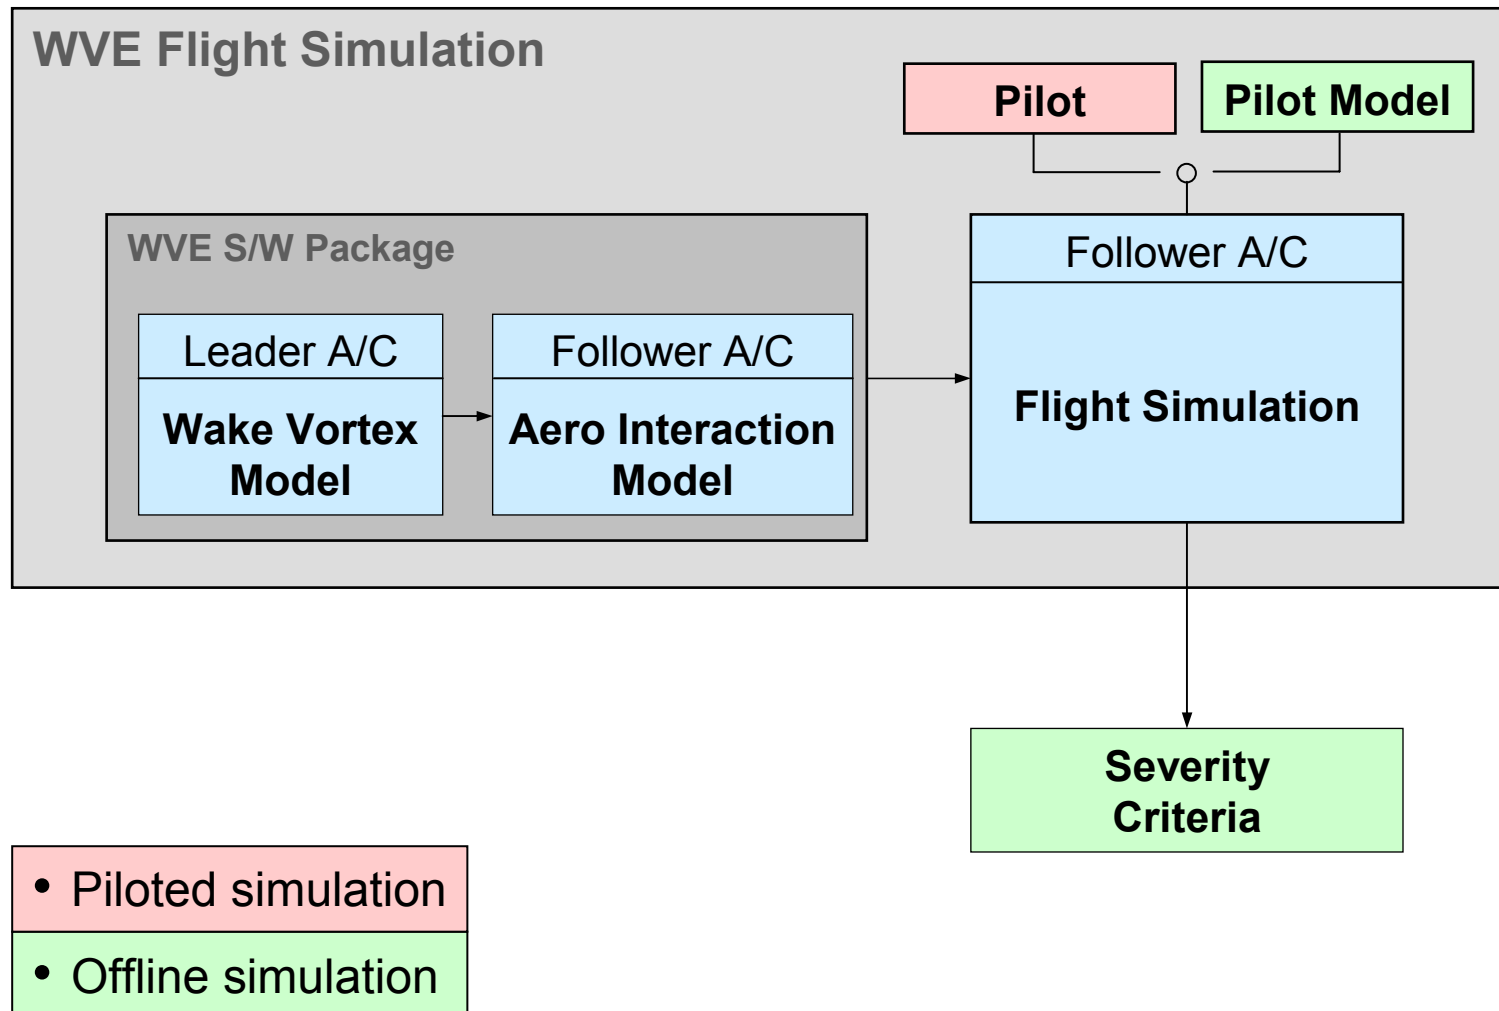 WVE Flight Simulation
Pilot
Pilot Model
WVE S/W Package
Leader A/C
Wake Vortex
Model
Follower A/C
Aero Interaction
Model
Follower A/C
Flight Simulation
Severity
Criteria
• Piloted simulation
• Offline simulation